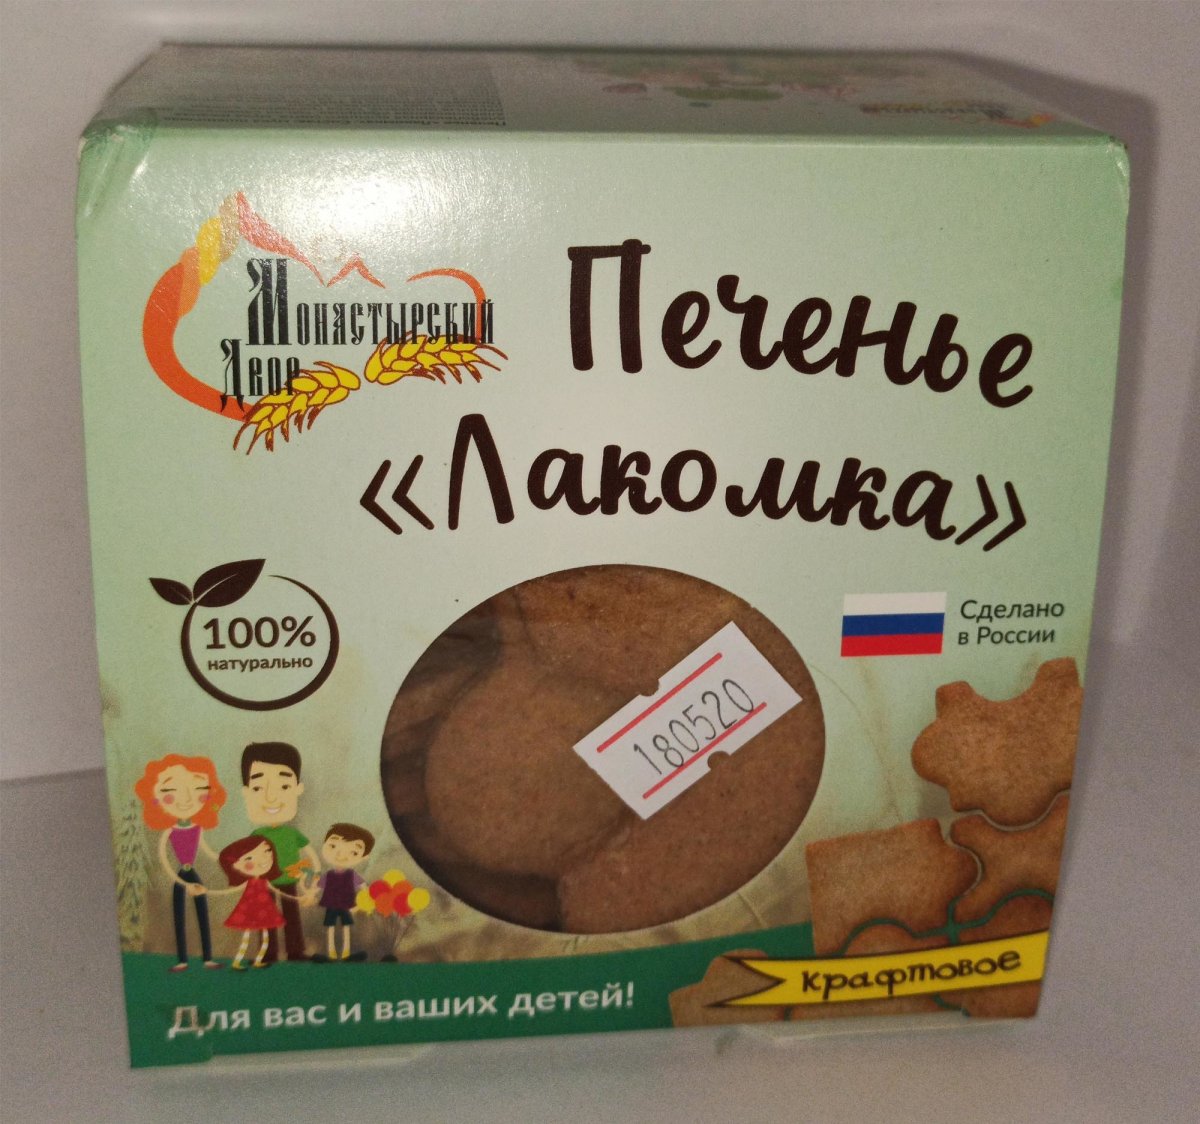 Монастырский
Двор
Печенье
«Лакомка»
100%
натурально
Сделано
в России
180520
крафтовое
Для вас и ваших детей!